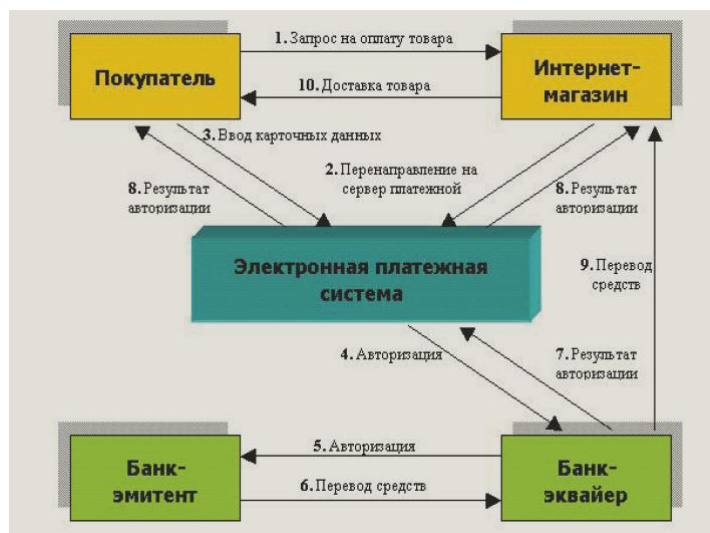 1.Запрос на оплату товара
Покупатель
Интернет-
магазин
10.Доставка товара
3.Ввод карточных данных
2.Перенаправление на
сервер платежной
8.Результат
авторизации
8.Результат
авторизации
Электронная платежная
система
9.Перевод
средств
4.Авторизация
7.Результат
авторизации
5.Авторизация
Банк-
эмитент
6.Перевод средств
Банк-
эквайер